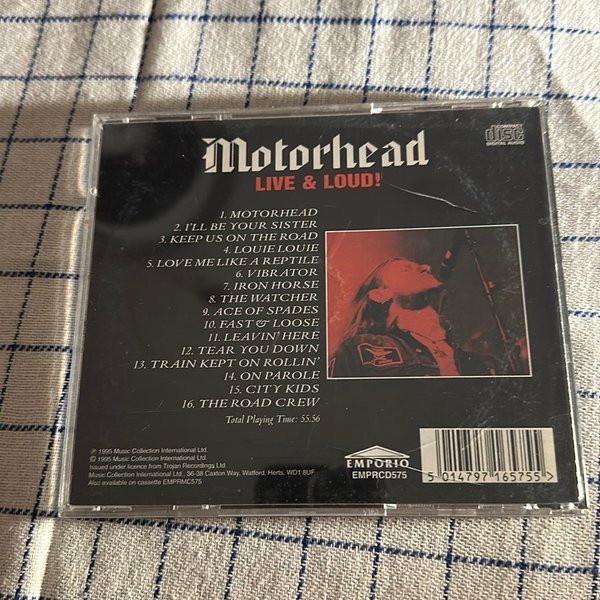 COMPACT
disc
DIGITAL AUDIO
Motorhead
LIVE & LOUD!
1. MOTORHEAD
2. I'LL BE YOUR SISTER
3. KEEP US ON THE ROAD
4. LOUIE LOUIE
5. LOVE ME LIKE A REPTILE
6. VIBRATOR
7. IRON HORSE
8. THE WATCHER
9. ACE OF SPADES
10. FAST & LOOSE
11. LEAVIN' HERE
12. TEAR YOU DOWN
13. TRAIN KEPT ON ROLLIN'
14. ON PAROLE
15. CITY KIDS
16. THE ROAD CREW
Total Playing Time: 55.56
℗ 1995 Music Collection International Ltd.
© 1995 Music Collection International Ltd.
Issued under licence from Trojan Recordings Ltd.
Music Collection International Ltd., 36-38 Caxton Way, Watford, Herts, WD1 8UF
Also available on cassette EMPRMC575
EMPORIO
EMPRCD575
5 014797 165755 >